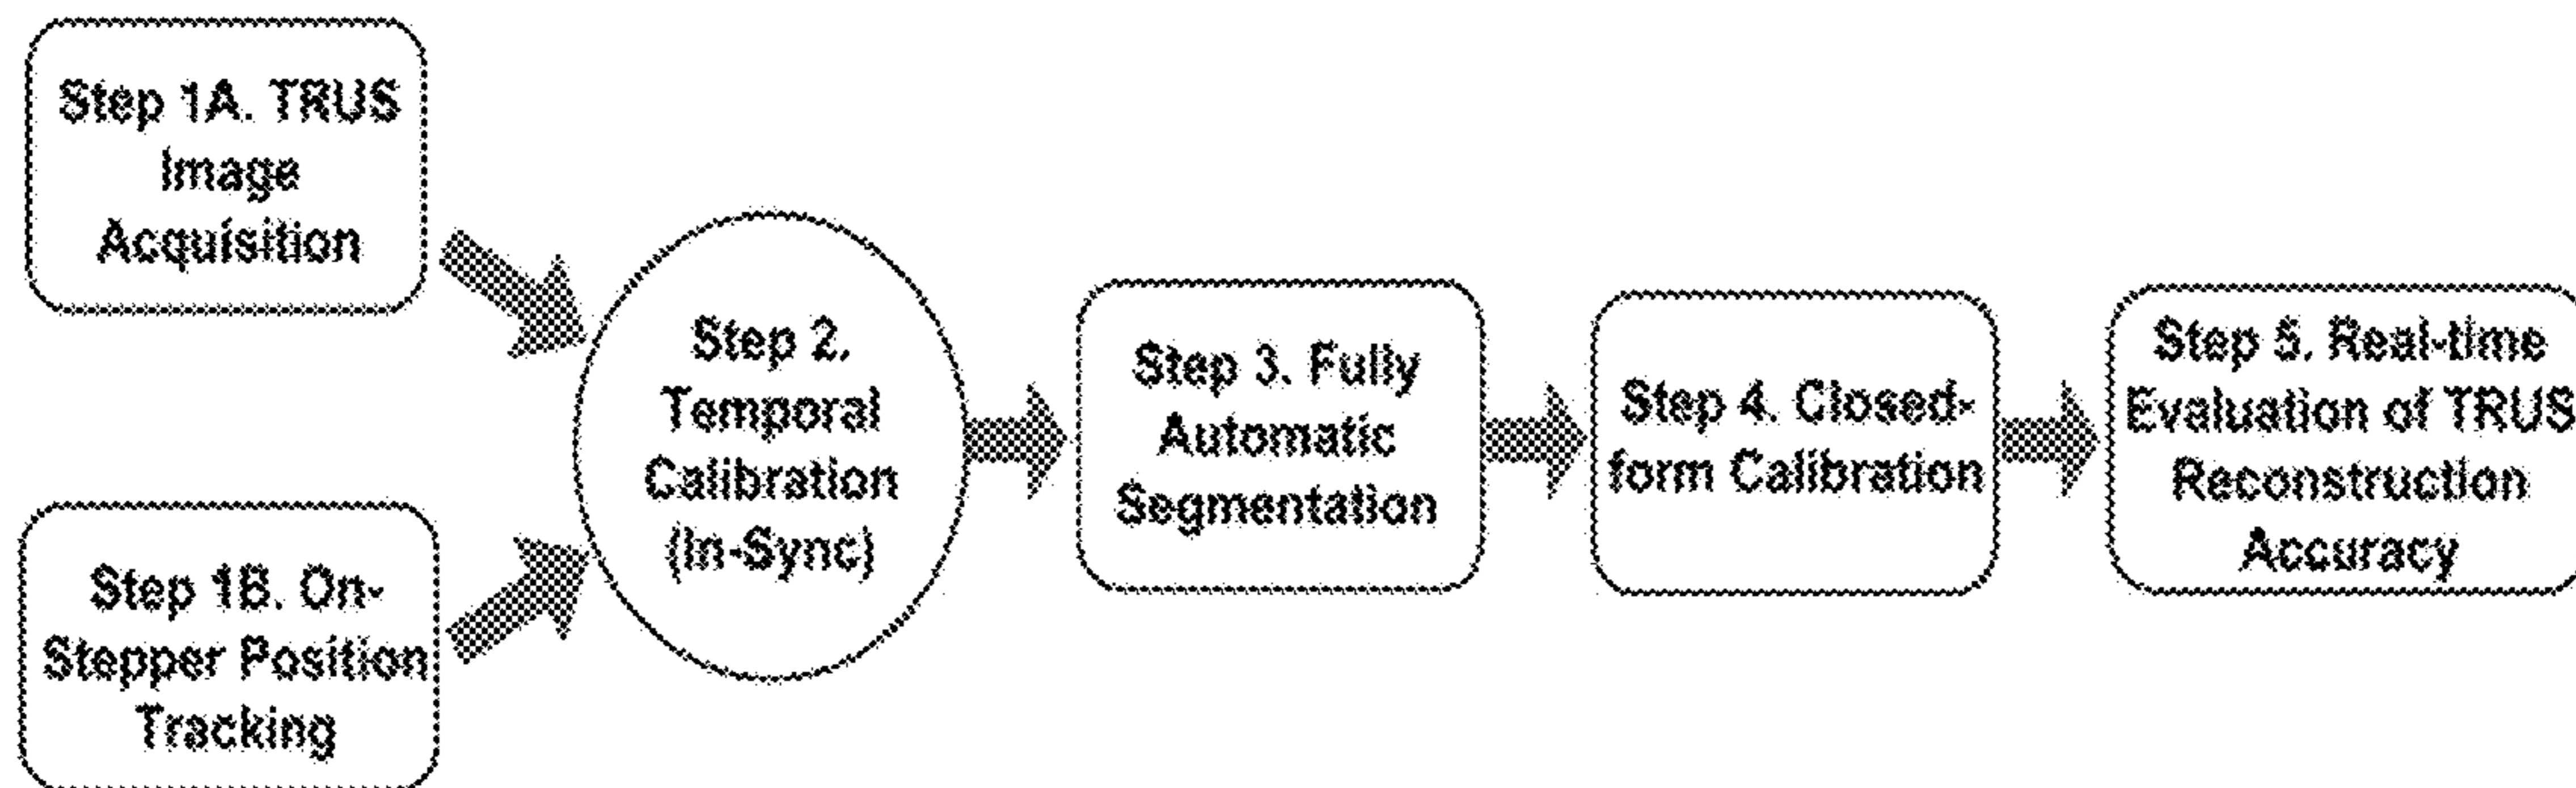 Step 1A. TRUS
Image
Acquisition
Step 1B. On-
Stepper Position
Tracking
Step 2.
Temporal
Calibration
(In-Sync)
Step 3. Fully
Automatic
Segmentation
Step 4. Closed-
form Calibration
Step 5. Real-time
Evaluation of TRUS
Reconstruction
Accuracy